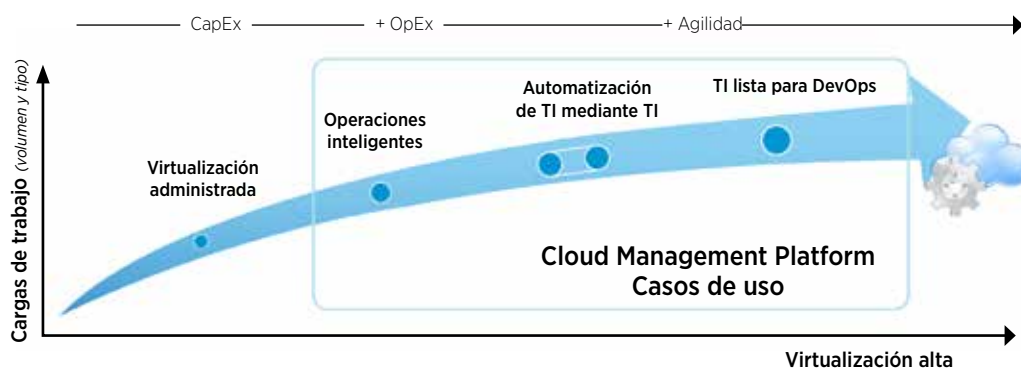 CapEx
+ OpEx
+ Agilidad
Cargas de trabajo (volumen y tipo)
Virtualización
administrada
Operaciones
inteligentes
Automatización
de TI mediante TI
TI lista para DevOps
Cloud Management Platform
Casos de uso
Virtualización alta